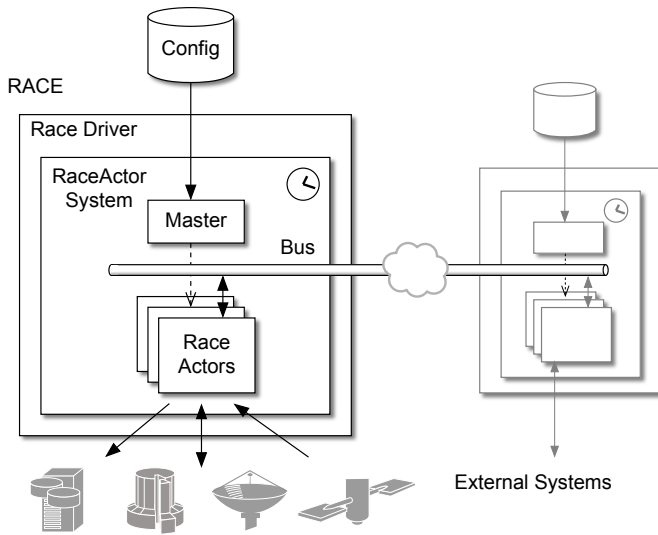 Config
RACE
Race Driver
RaceActor
System
Master
Bus
Race
Actors
External Systems